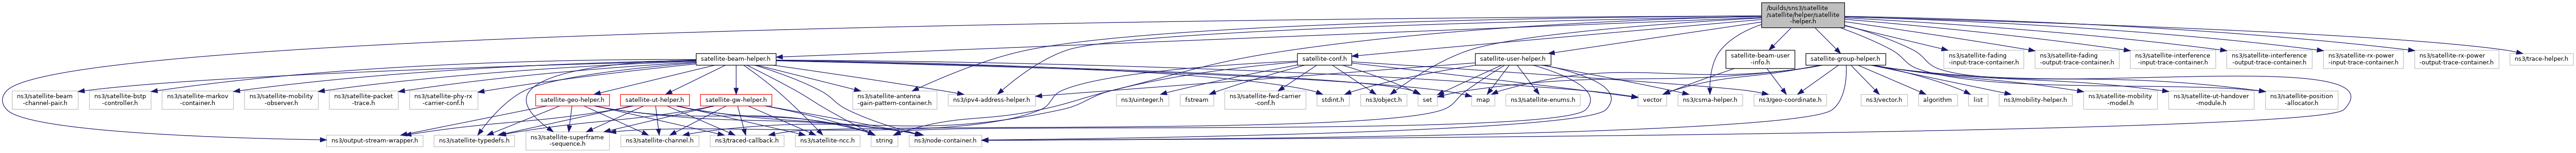 /builds/sns3/satellite
/satellite/helper/satellite
-helper.h
satellite-beam-helper.h
satellite-conf.h
satellite-user-helper.h
satellite-beam-user
-info.h
satellite-group-helper.h
ns3/satellite-fading
-input-trace-container.h
ns3/satellite-fading
-output-trace-container.h
ns3/satellite-interference
-input-trace-container.h
ns3/satellite-interference
-output-trace-container.h
ns3/satellite-rx-power
-input-trace-container.h
ns3/satellite-rx-power
-output-trace-container.h
ns3/trace-helper.h
ns3/satellite-beam
-channel-pair.h
ns3/satellite-bstp
-controller.h
ns3/satellite-markov
-container.h
ns3/satellite-mobility
-observer.h
ns3/satellite-packet
-trace.h
ns3/satellite-phy-rx
-carrier-conf.h
satellite-geo-helper.h
satellite-ut-helper.h
satellite-gw-helper.h
ns3/satellite-antenna
-gain-pattern-container.h
ns3/ipv4-address-helper.h
ns3/uinteger.h
fstream
ns3/satellite-fwd-carrier
-conf.h
stdint.h
ns3/object.h
set
map
ns3/satellite-enums.h
vector
ns3/csma-helper.h
ns3/geo-coordinate.h
ns3/vector.h
algorithm
list
ns3/mobility-helper.h
ns3/satellite-mobility
-model.h
ns3/satellite-ut-handover
-module.h
ns3/satellite-position
-allocator.h
ns3/output-stream-wrapper.h
ns3/satellite-typedefs.h
ns3/satellite-superframe
-sequence.h
ns3/satellite-channel.h
ns3/traced-callback.h
ns3/satellite-ncc.h
string
ns3/node-container.h